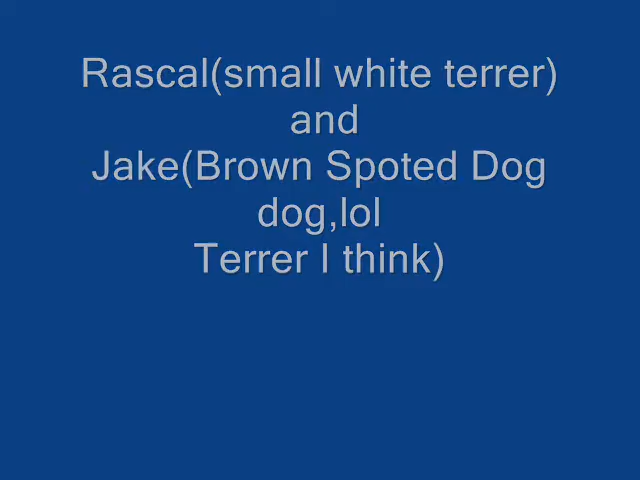 Rascal(small white terrer)
and
Jake(Brown Spoted Dog
dog,lol
Terrer I think)